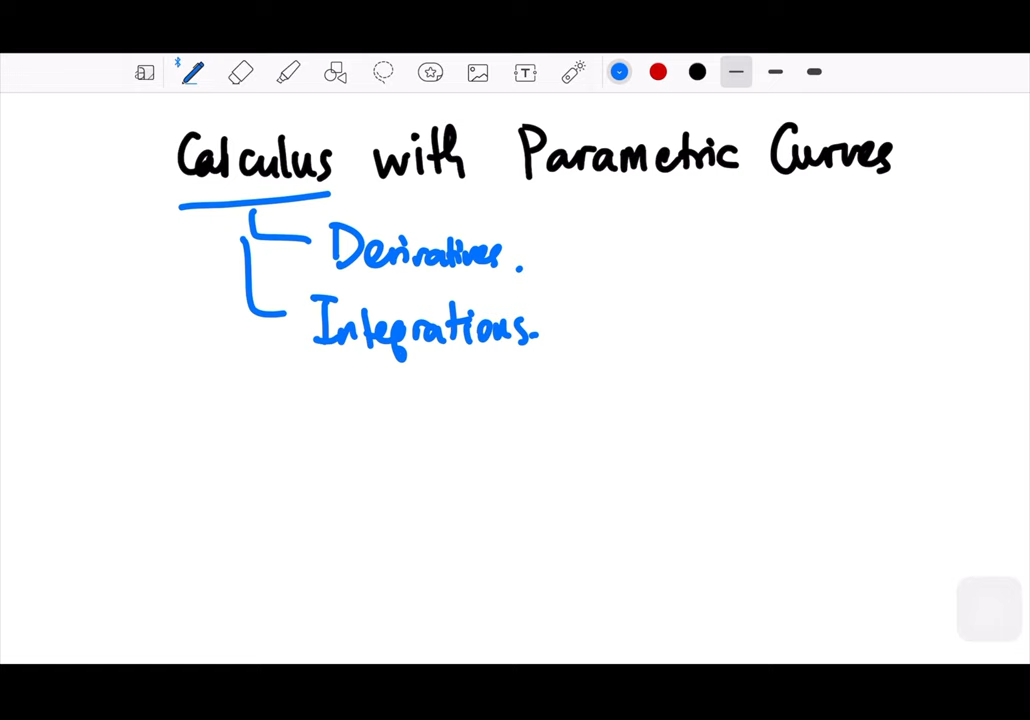 Calculus with Parametric Curves
Derivatives.
Integrations.